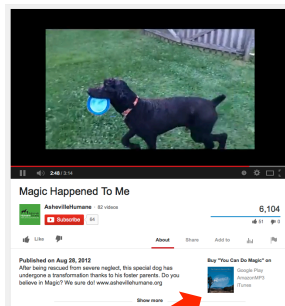 2:46 / 3:14
Magic Happened To Me
AshevilleHumane · 83 videos
Subscribe 84
6,104
51 0
Like
About Share Add to
Published on Aug 28, 2012
After being rescued from severe neglect, this special dog has
undergone a transformation thanks to his foster parents. Do you
believe in Magic? We sure do! www.ashevillehumane.org
Buy "You Can Do Magic" on
Google Play
AmazonMP3
iTunes
Show more